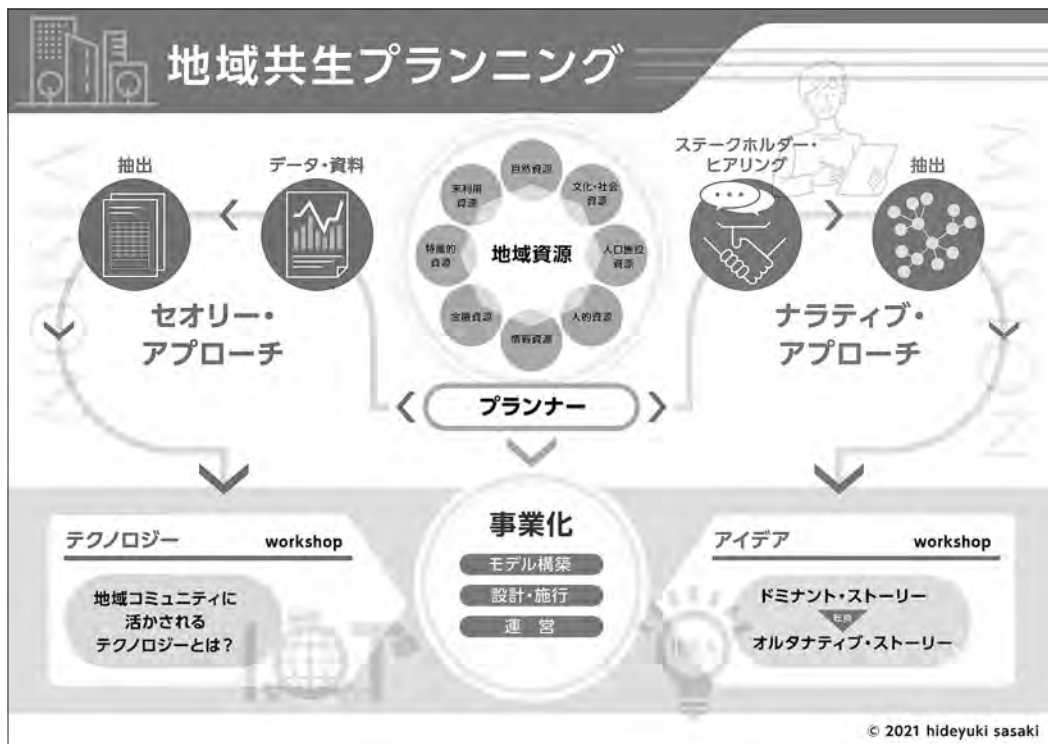 地域共生プランニング
抽出
データ・資料
セオリー・
アプローチ
自然資源
文化・社会
資源
人口施設
資源
人的資源
情報資源
金融資源
特産的
資源
未利用
資源
地域資源
ステークホルダー・
ヒアリング
抽出
ナラティブ・
アプローチ
プランナー
テクノロジー workshop
地域コミュニティに
活かされる
テクノロジーとは?
事業化
モデル構築
設計・施行
運 営
アイデア workshop
ドミナント・ストーリー
転換
オルタナティブ・ストーリー
© 2021 hideyuki sasaki